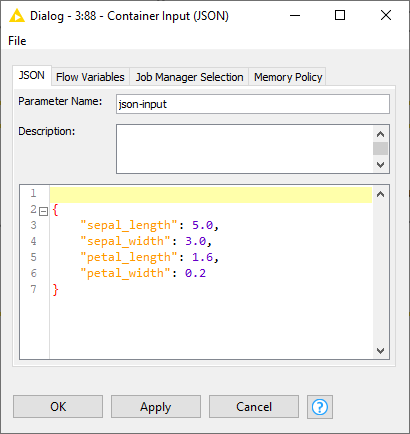 Dialog - 3:88 - Container Input (JSON)
File
JSON Flow Variables Job Manager Selection Memory Policy
Parameter Name: json-input
Description:
1
2 {
3 "sepal_length": 5.0,
4 "sepal_width": 3.0,
5 "petal_length": 1.6,
6 "petal_width": 0.2
7 }
OK Apply Cancel ?